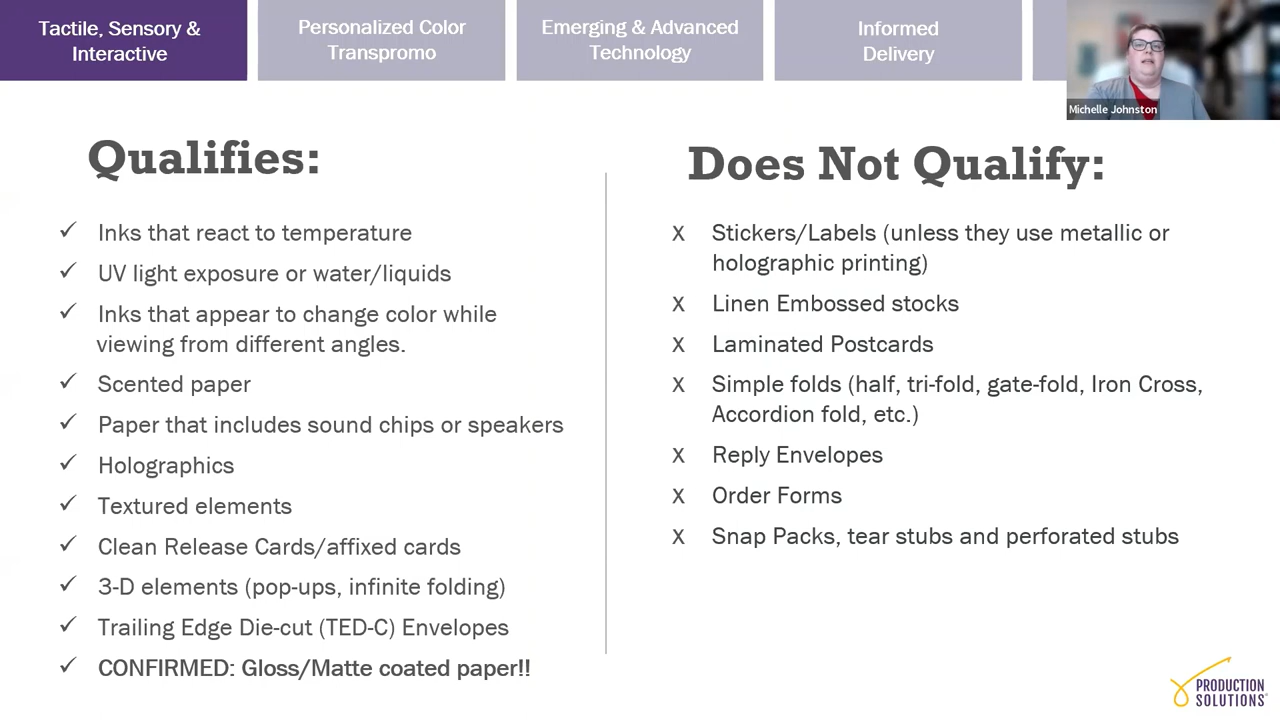 Tactile, Sensory &
Interactive
Personalized Color
Transpromo
Emerging & Advanced
Technology
Informed
Delivery
Michelle Johnston
Qualifies:
✓ Inks that react to temperature
✓ UV light exposure or water/liquids
✓ Inks that appear to change color while
viewing from different angles.
✓ Scented paper
✓ Paper that includes sound chips or speakers
✓ Holographics
✓ Textured elements
✓ Clean Release Cards/affixed cards
✓ 3-D elements (pop-ups, infinite folding)
✓ Trailing Edge Die-cut (TED-C) Envelopes
✓ CONFIRMED: Gloss/Matte coated paper!!
Does Not Qualify:
X Stickers/Labels (unless they use metallic or
holographic printing)
X Linen Embossed stocks
X Laminated Postcards
X Simple folds (half, tri-fold, gate-fold, Iron Cross,
Accordion fold, etc.)
X Reply Envelopes
X Order Forms
X Snap Packs, tear stubs and perforated stubs
PRODUCTION
SOLUTIONS